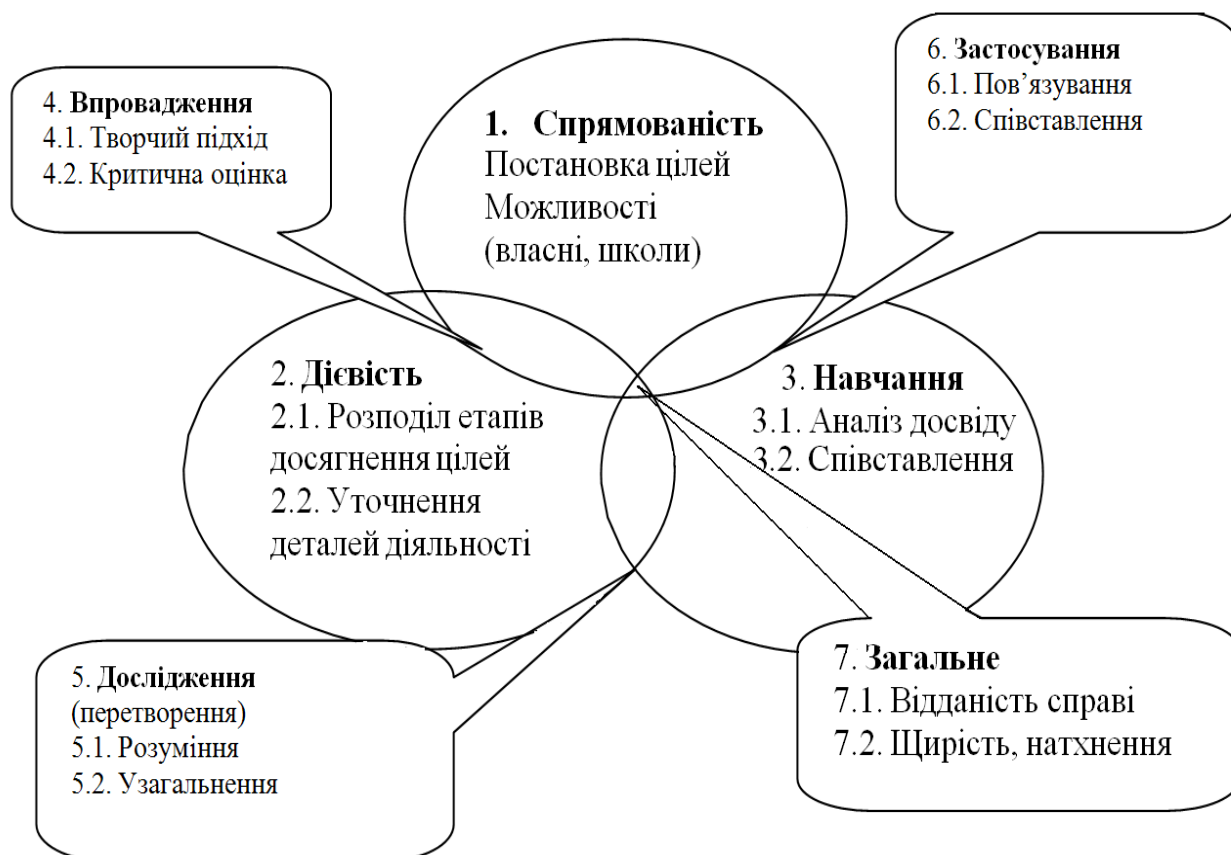 1. Спрямованість
Постановка цілей
Можливості
(власні, школи)
2. Дієвість
2.1. Розподіл етапів
досягнення цілей
2.2. Уточнення
деталей діяльності
3. Навчання
3.1. Аналіз досвіду
3.2. Співставлення
4. Впровадження
4.1. Творчий підхід
4.2. Критична оцінка
5. Дослідження
(перетворення)
5.1. Розуміння
5.2. Узагальнення
6. Застосування
6.1. Пов’язування
6.2. Співставлення
7. Загальне
7.1. Відданість справі
7.2. Щирість, натхнення